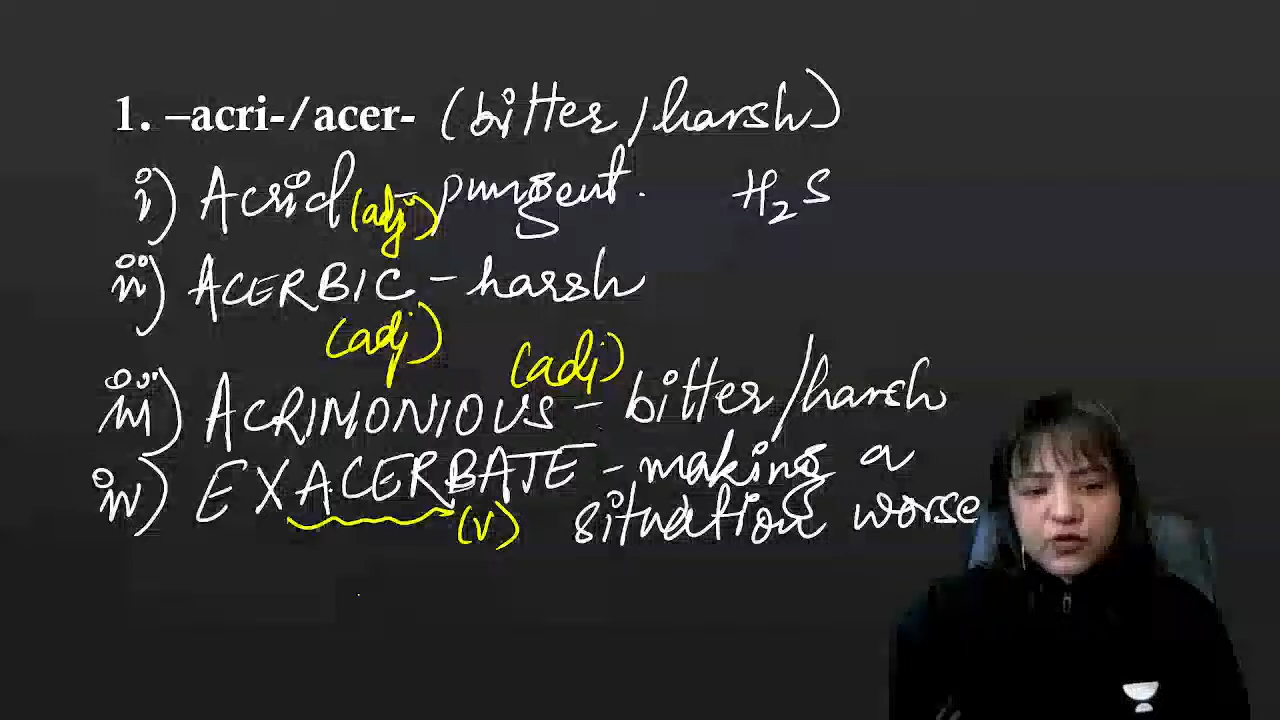 1. –acri-/acer- (bitter/harsh)
i) Acrid (adj) - pungent. H2S
ii) ACERBIC - harsh
(adj) (adj)
iii) ACRIMONIOUS - bitter/harsh
iv) EXACERBATE - making a
(v) situation worse